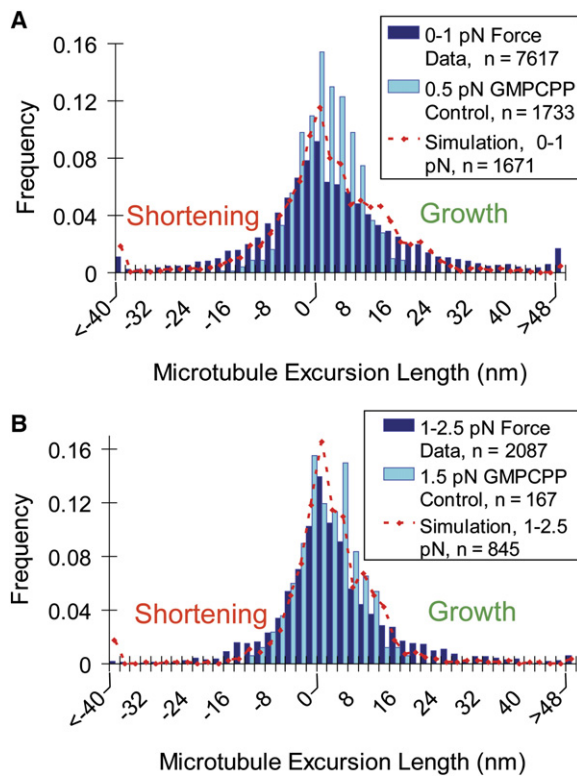 A
0-1 pN Force
Data, n = 7617
0.5 pN GMPCPP
Control, n = 1733
Simulation, 0-1
pN, n = 1671
Frequency
0.16
0.12
0.08
0.04
0
Shortening
Growth
<-40 -32 -24 -16 -8 0 8 16 24 32 40 >48
Microtubule Excursion Length (nm)
B
1-2.5 pN Force
Data, n = 2087
1.5 pN GMPCPP
Control, n = 167
Simulation, 1-2.5
pN, n = 845
Frequency
0.16
0.12
0.08
0.04
0
Shortening
Growth
<-40 -32 -24 -16 -8 0 8 16 24 32 40 >48
Microtubule Excursion Length (nm)